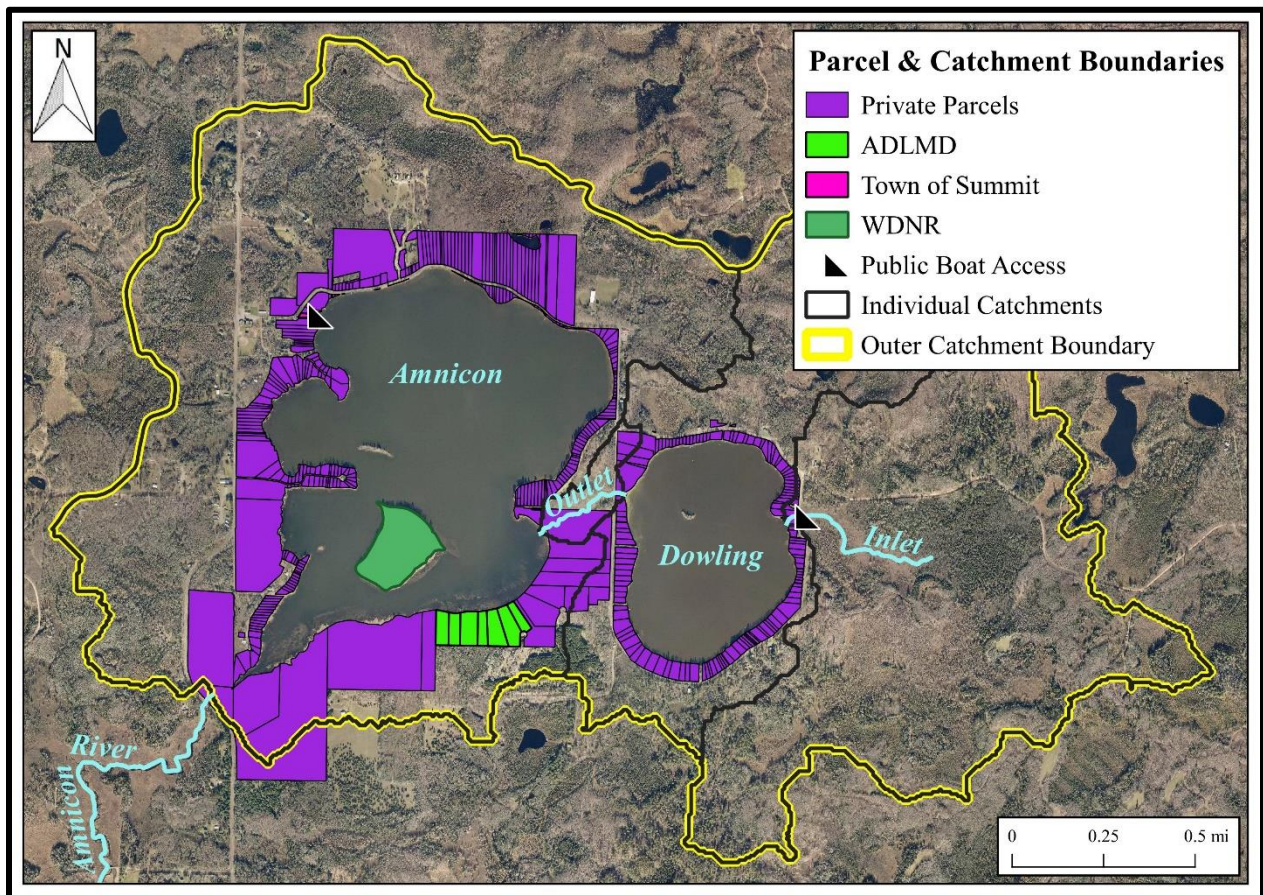 N
Parcel & Catchment Boundaries
Private Parcels
ADLMD
Town of Summit
WDNR
Public Boat Access
Individual Catchments
Outer Catchment Boundary
Amnicon
Outlet
Dowling
Inlet
Amnicon River
0 0.25 0.5 mi